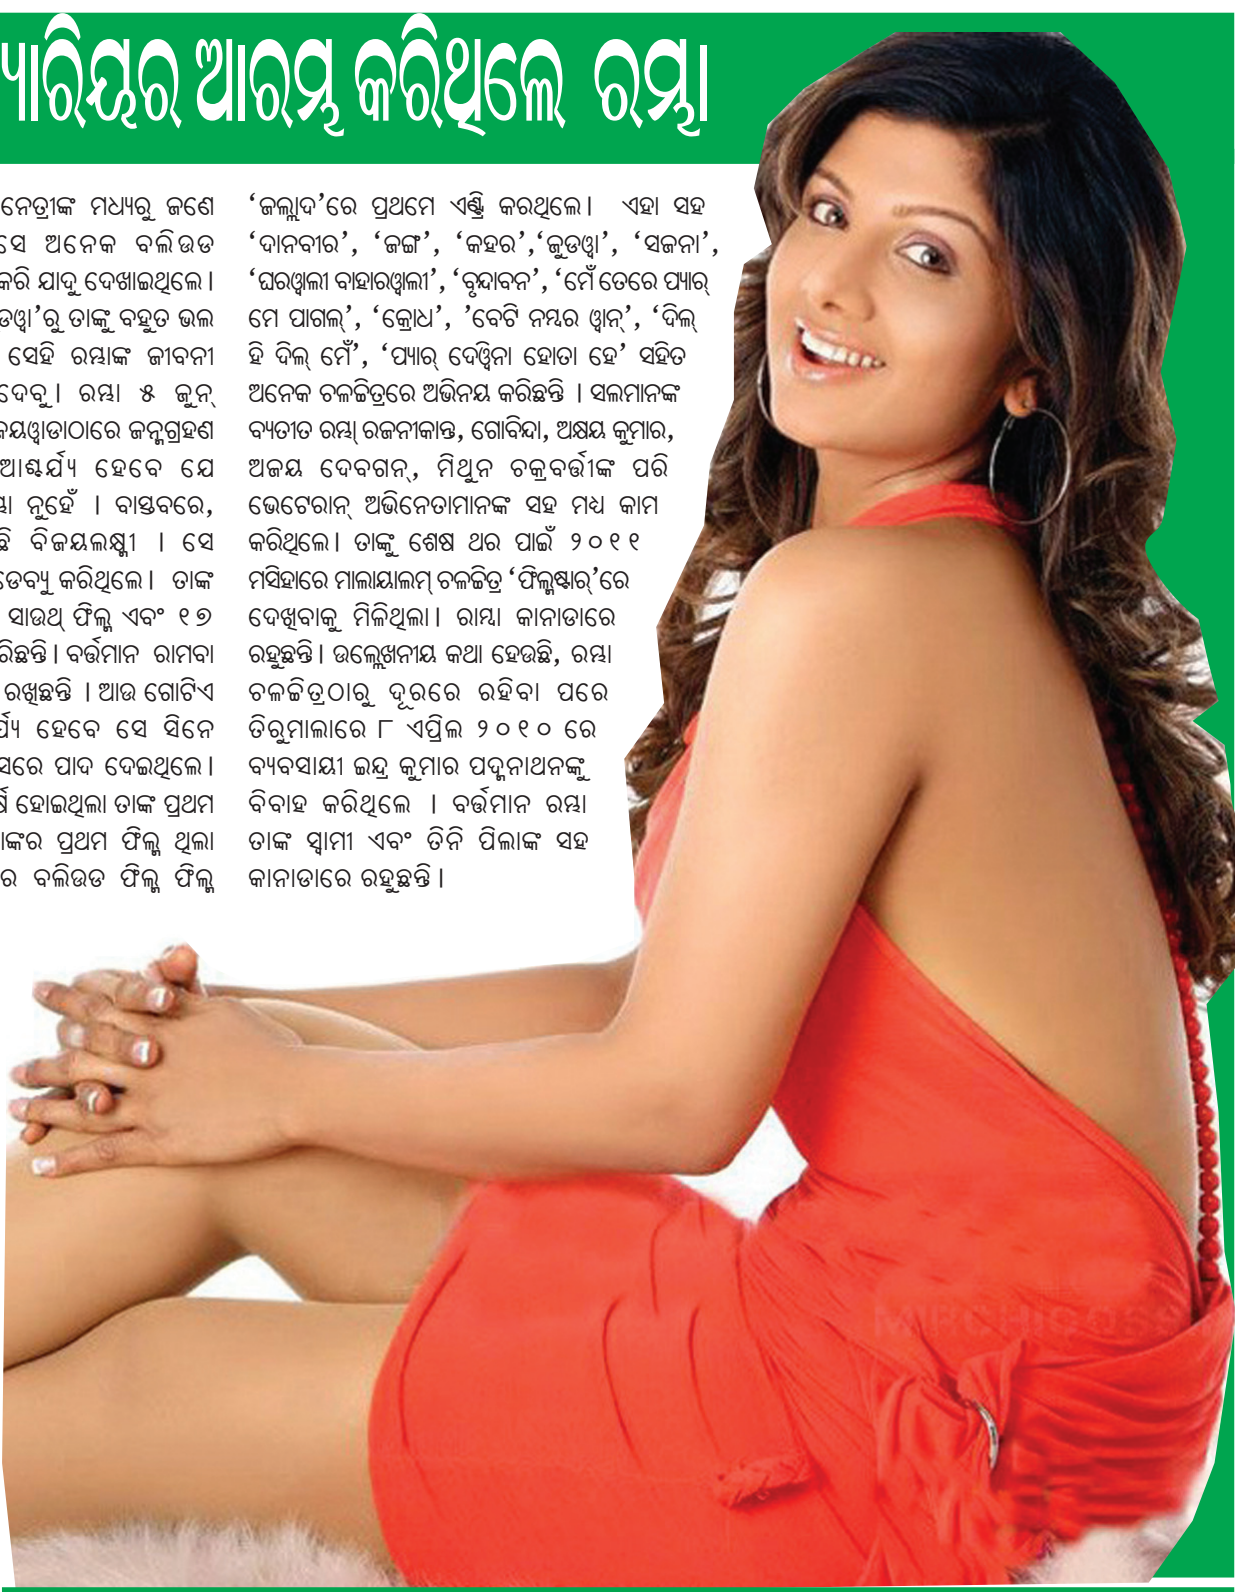 ୟାରିୟର ଆରମ୍ଭ କରିଥିଲେ ରମ୍ଭା
ନେତ୍ରୀଙ୍କ ମଧ୍ୟରୁ ଜଣେ
ସେ ଅନେକ ବଲିଉଡ
କରି ଯାଦୁ ଦେଖାଇଥିଲେ।
ଡୱା’ରୁ ତାଙ୍କୁ ବହୁତ ଭଲ
ସେହି ରମ୍ଭାଙ୍କ ଜୀବନୀ
ଦେବୁ। ରମ୍ଭା ୫ ଜୁନ୍
ଜୟୱାଡାଠାରେ ଜନ୍ମଗ୍ରହଣ
ଆଶ୍ଚର୍ଯ୍ୟ ହେବେ ଯେ
ମ୍ଭା ନୁହେଁ । ବାସ୍ତବରେ,
ଛି ବିଜୟଲକ୍ଷ୍ମୀ । ସେ
ଡେବ୍ୟୁ କରିଥିଲେ। ତାଙ୍କ
ସାଉଥ୍ ଫିଲ୍ମ ଏବଂ ୧୭
ରିଛନ୍ତି। ବର୍ତ୍ତମାନ ରାମବା
ରଖିଛନ୍ତି । ଆଉ ଗୋଟିଏ
ର୍ଯ୍ୟ ହେବେ ସେ ସିନେ
ସରେ ପାଦ ଦେଇଥିଲେ।
ର୍ଷ ହୋଇଥିଲା ତାଙ୍କ ପ୍ରଥମ
ାଙ୍କର ପ୍ରଥମ ଫିଲ୍ମ ଥିଲା
ର ବଲିଉଡ ଫିଲ୍ମ ଫିଲ୍ମ
‘ଜଲ୍ଲାଦ’ରେ ପ୍ରଥମେ ଏଣ୍ଟ୍ରି କରଥିଲେ। ଏହା ସହ
‘ଦାନବୀର’, ‘ଜଙ୍ଗ’, ‘କହର’,‘ଜୁଡୱା’, ‘ସଜନା’,
‘ଘରୱାଲୀ ବାହାରୱାଲୀ’, ‘ବୃନ୍ଦାବନ’, ‘ମେଁ ତେରେ ପ୍ୟାର୍
ମେ ପାଗଲ୍’, ‘କ୍ରୋଧ’, ’ବେଟି ନମ୍ବର ୱାନ୍’, ‘ଦିଲ୍
ହି ଦିଲ୍ ମେଁ’, ‘ପ୍ୟାର୍ ଦେୱିନା ହୋତା ହେ’ ସହିତ
ଅନେକ ଚଳଚ୍ଚିତ୍ରରେ ଅଭିନୟ କରିଛନ୍ତି । ସଲମାନଙ୍କ
ବ୍ୟତୀତ ରମ୍ଭା୍ ରଜନୀକାନ୍ତ, ଗୋବିନ୍ଦା, ଅକ୍ଷୟ କୁମାର,
ଅଜୟ ଦେବଗନ୍, ମିଥୁନ ଚକ୍ରବର୍ତ୍ତୀଙ୍କ ପରି
ଭେଟେରାନ୍ ଅଭିନେତାମାନଙ୍କ ସହ ମଧ୍ୟ କାମ
କରିଥିଲେ। ତାଙ୍କୁ ଶେଷ ଥର ପାଇଁ ୨୦୧୧
ମସିହାରେ ମାଲାୟାଲମ୍ ଚଳଚ୍ଚିତ୍ର ‘ଫିଲ୍ମଷ୍ଟାର୍’ରେ
ଦେଖିବାକୁ ମିଳିଥିଲା। ରାମ୍ଭା କାନାଡାରେ
ରହୁଛନ୍ତି। ଉଲ୍ଲେଖନୀୟ କଥା ହେଉଛି, ରମ୍ଭା
ଚଳଚ୍ଚିତ୍ରଠାରୁ ଦୂରରେ ରହିବା ପରେ
ତିରୁମାଲାରେ ୮ ଏପ୍ରିଲ ୨୦୧୦ ରେ
ବ୍ୟବସାୟୀ ଇନ୍ଦ୍ର କୁମାର ପଦ୍ମନାଥନଙ୍କୁ
ବିବାହ କରିଥିଲେ । ବର୍ତ୍ତମାନ ରମ୍ଭା
ତାଙ୍କ ସ୍ୱାମୀ ଏବଂ ତିନି ପିଲାଙ୍କ ସହ
କାନାଡାରେ ରହୁଛନ୍ତି।